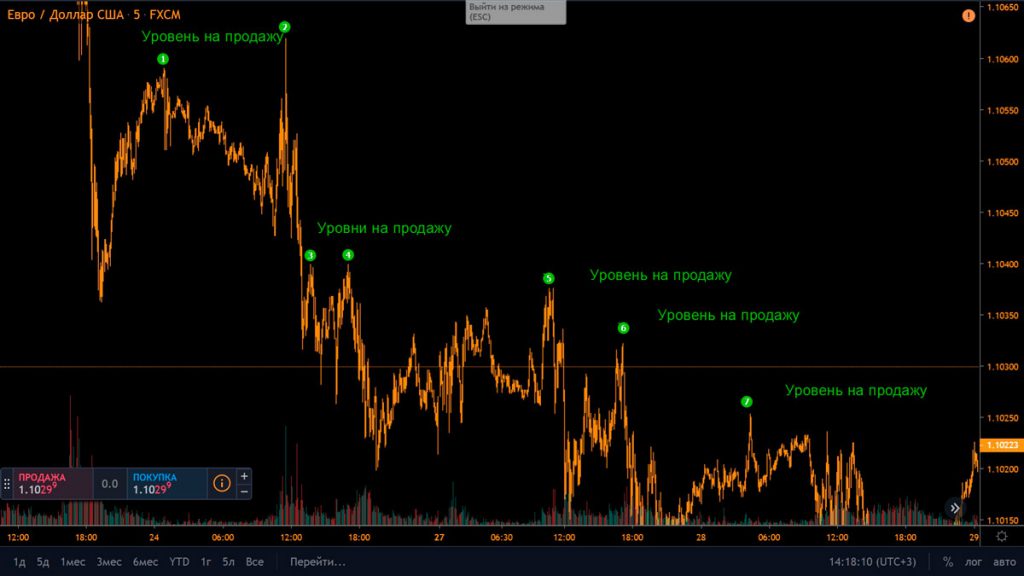 Евро / Доллар США · 5 · FXCM
Выйти из режима
(ESC)
!
1.10650
2
Уровень на продажу
1
1.10600
1.10550
1.10500
1.10450
Уровни на продажу
3
4
1.10400
5
Уровень на продажу
1.10350
6
Уровень на продажу
1.10300
7
Уровень на продажу
1.10250
1.10223
1.10200
ПРОДАЖА
1.10299
0.0
ПОКУПКА
1.10299
1.10150
12:00 18:00 24 06:00 12:00 18:00 27 06:30 12:00 18:00 28 06:00 12:00 18:00 29
1д 5д 1мес 3мес 6мес YTD 1г 5л Все Перейти... 14:18:10 (UTC+3) % лог авто